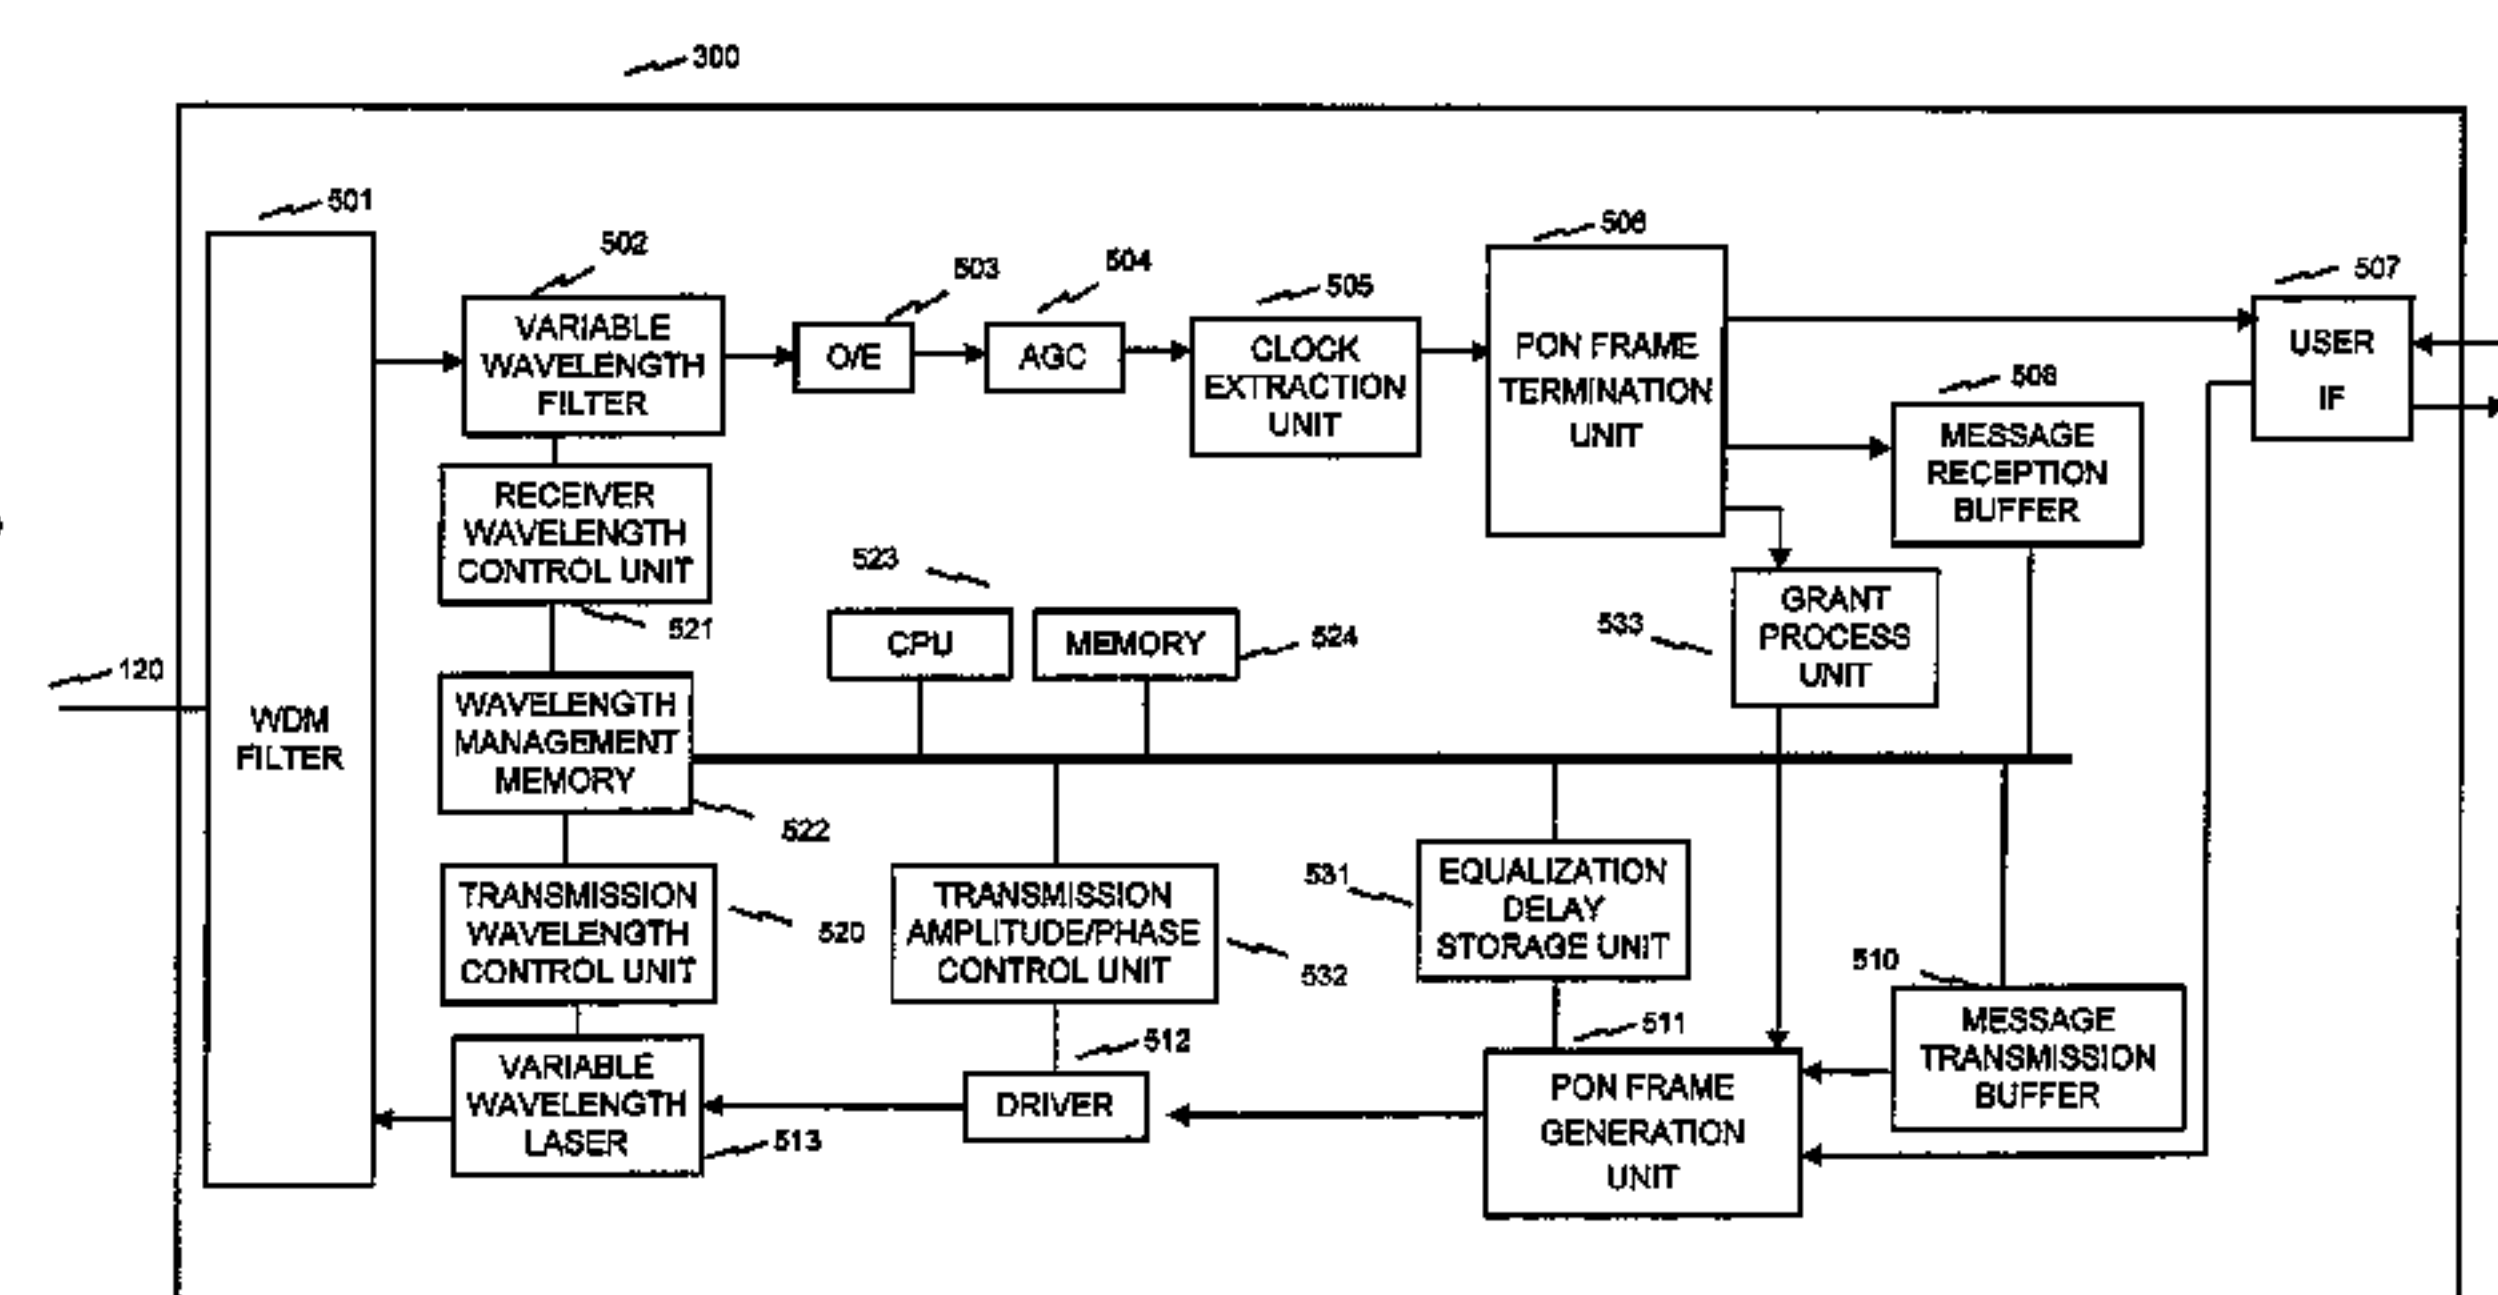 300
501
502
503
504
505
506
507
VARIABLE
WAVELENGTH
FILTER
O/E
AGC
CLOCK
EXTRACTION
UNIT
PON FRAME
TERMINATION
UNIT
USER
IF
508
MESSAGE
RECEPTION
BUFFER
RECEIVER
WAVELENGTH
CONTROL UNIT
521
523
CPU
MEMORY
524
533
GRANT
PROCESS
UNIT
120
WDM
FILTER
WAVELENGTH
MANAGEMENT
MEMORY
522
TRANSMISSION
WAVELENGTH
CONTROL UNIT
520
TRANSMISSION
AMPLITUDE/PHASE
CONTROL UNIT
532
531
EQUALIZATION
DELAY
STORAGE UNIT
510
MESSAGE
TRANSMISSION
BUFFER
VARIABLE
WAVELENGTH
LASER
513
512
DRIVER
511
PON FRAME
GENERATION
UNIT